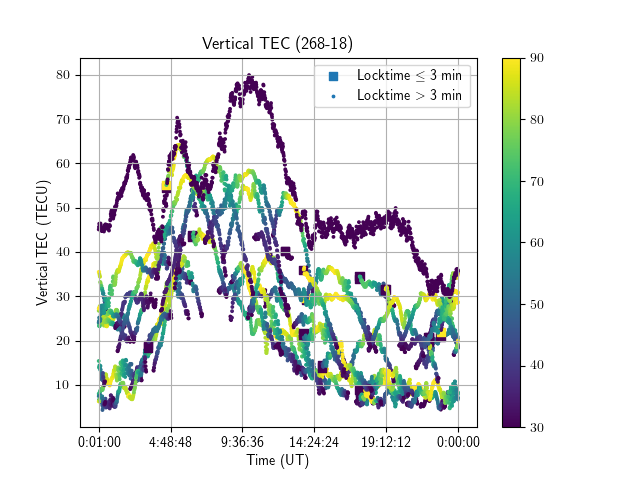 Vertical TEC (268-18)
Locktime ≤ 3 min
Locktime > 3 min
Vertical TEC (TECU)
80
70
60
50
40
30
20
10
0:01:00 4:48:48 9:36:36 14:24:24 19:12:12 0:00:00
Time (UT)
90
80
70
60
50
40
30